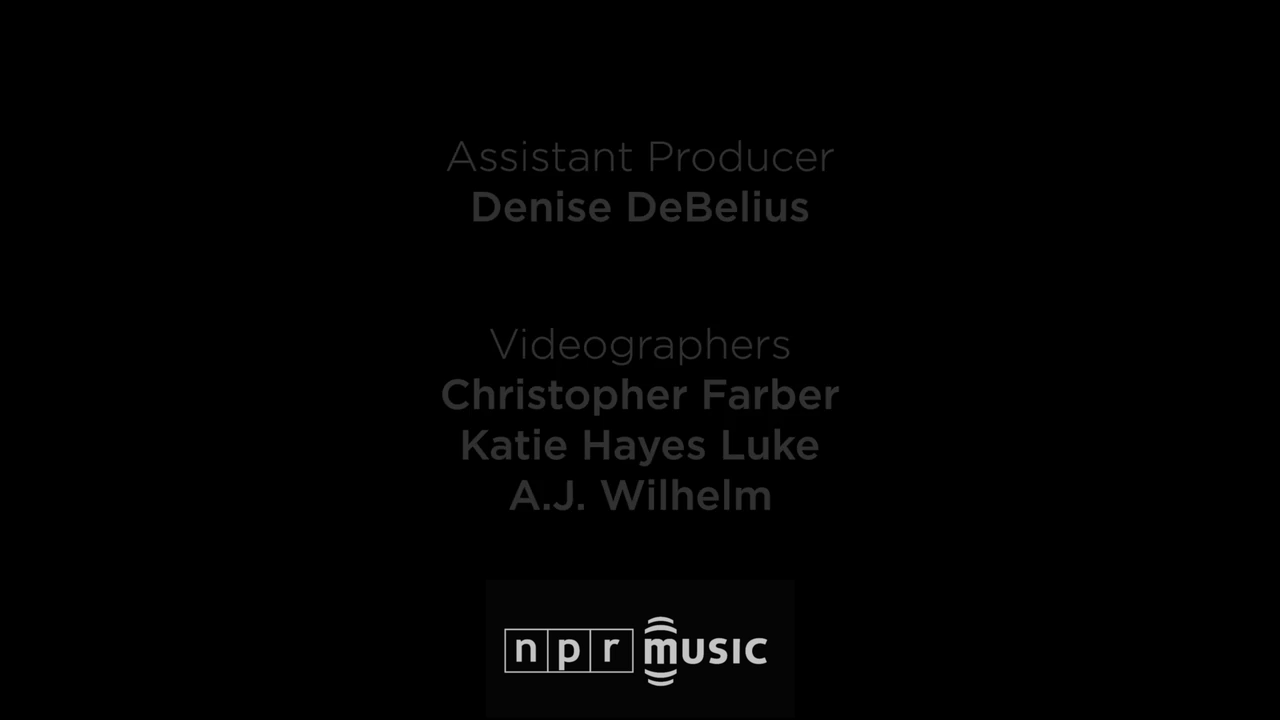 Assistant Producer
Denise DeBelius
Videographers
Christopher Farber
Katie Hayes Luke
A.J. Wilhelm
npr music